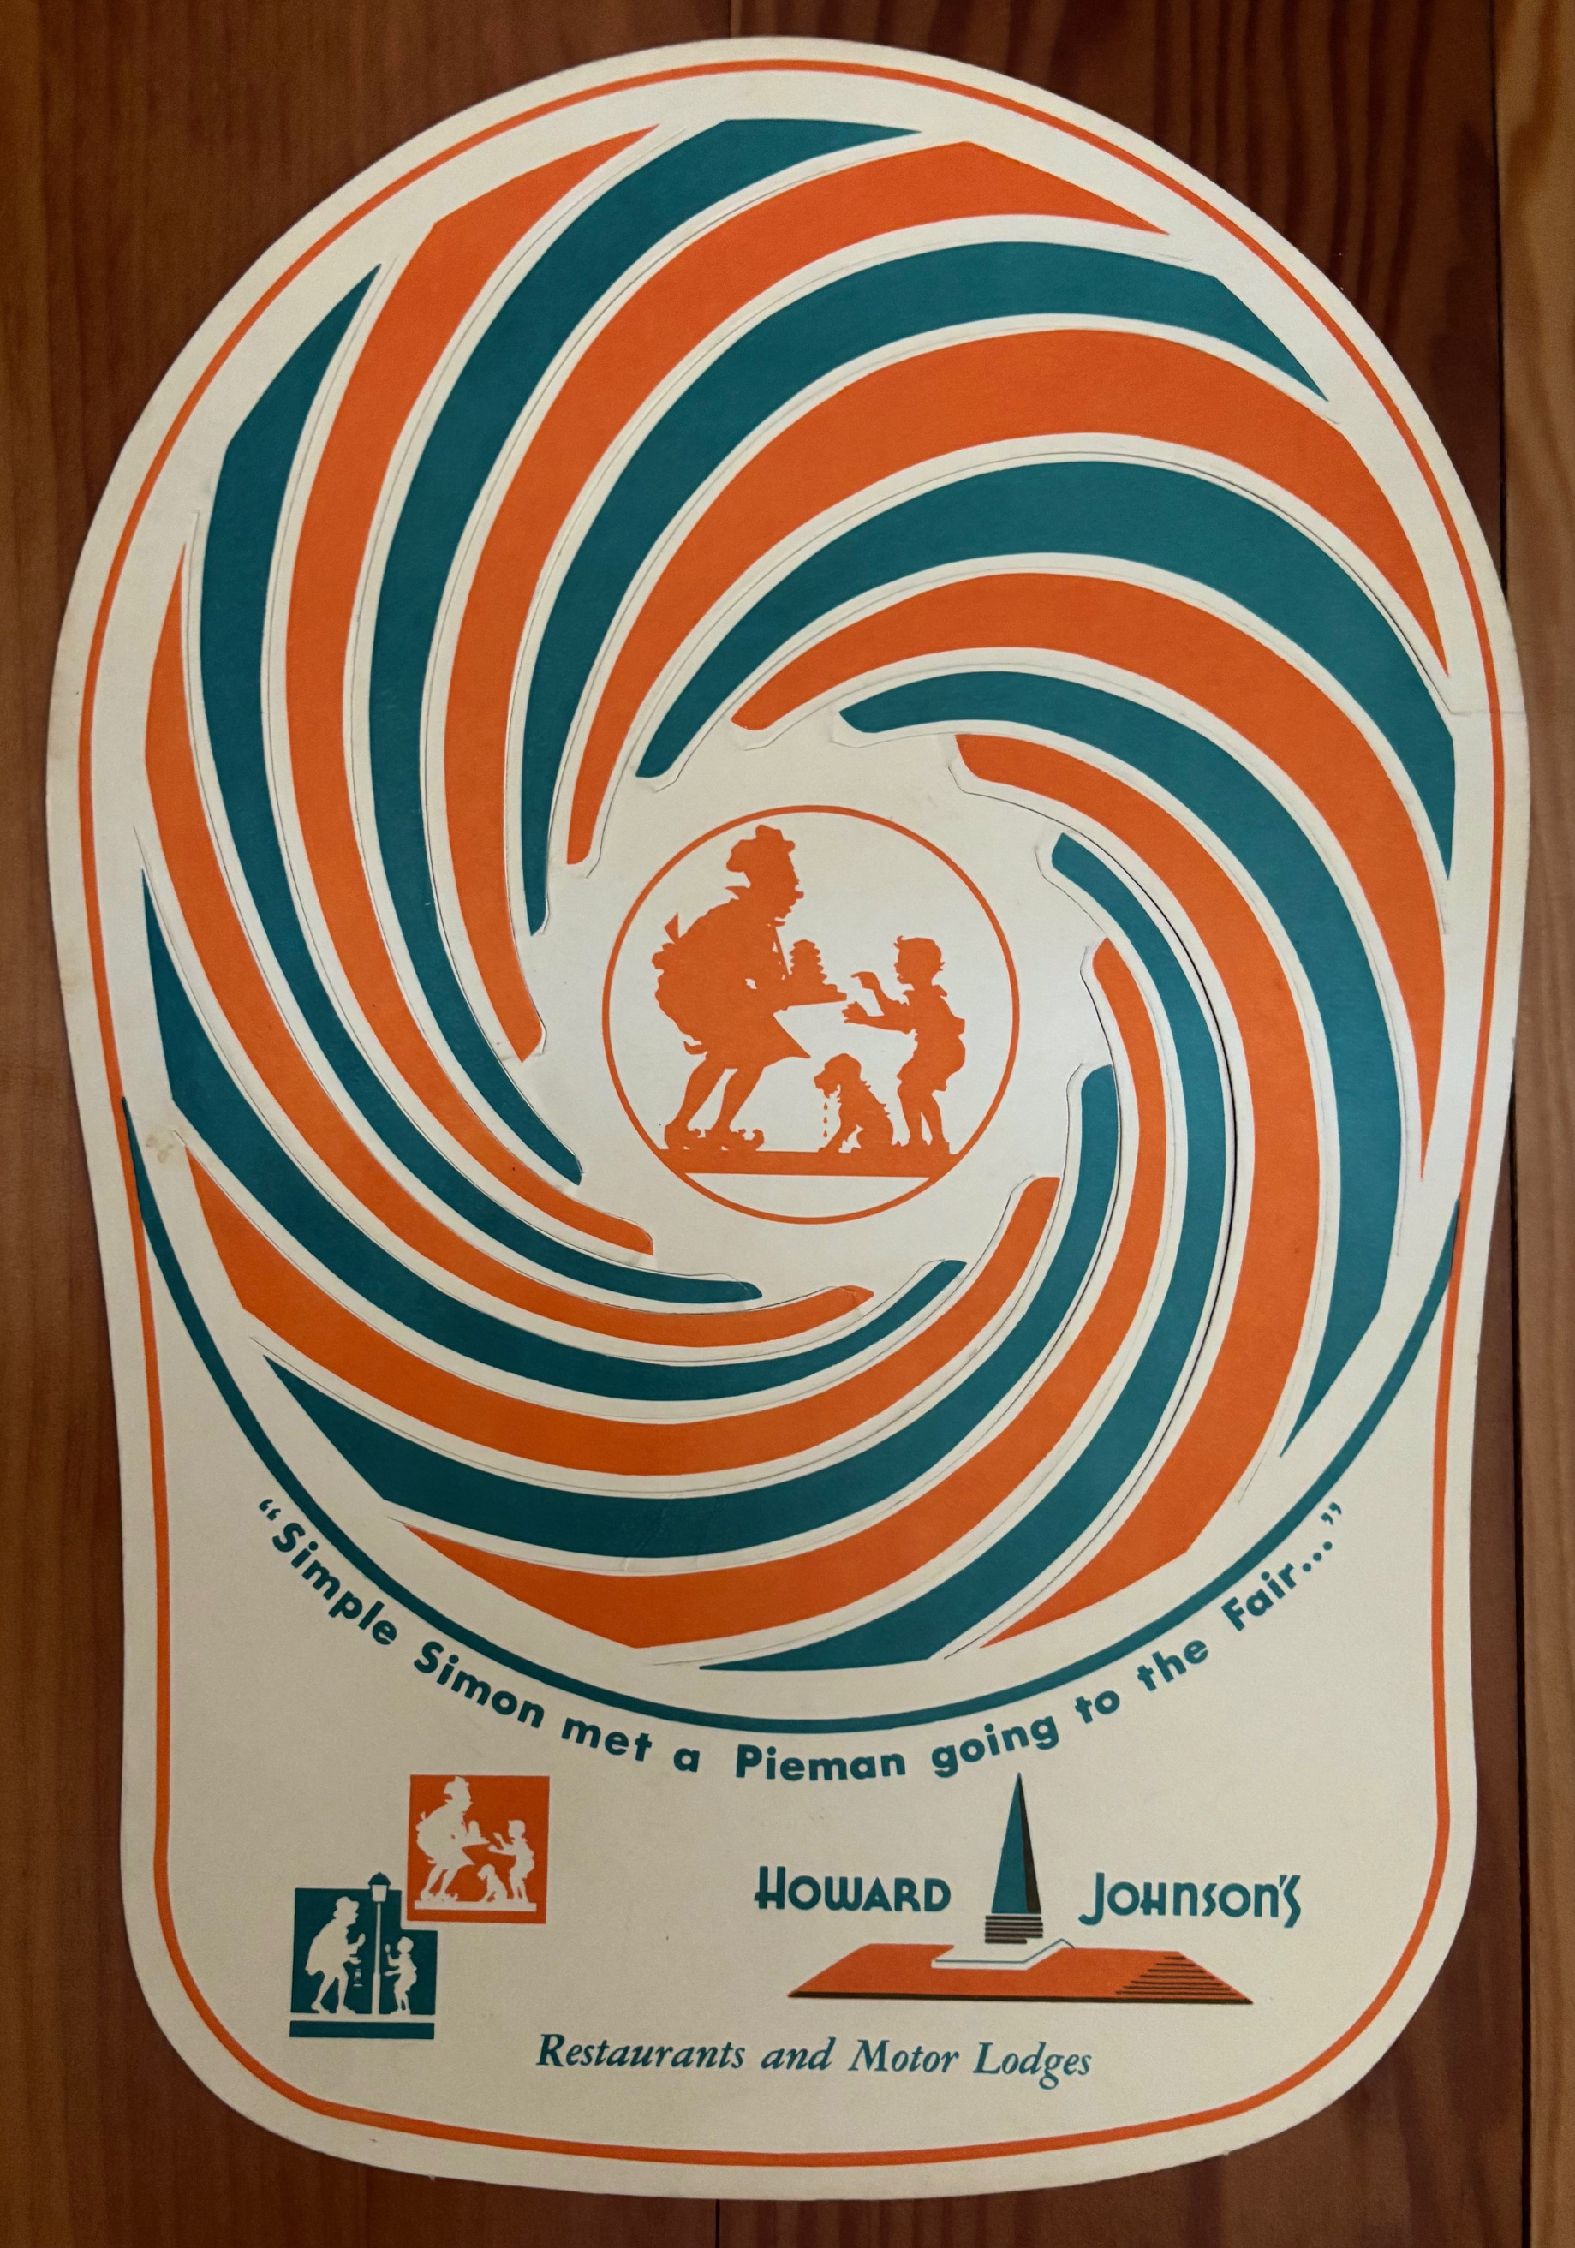 “Simple Simon met a Pieman going to the Fair...”
HOWARD JOHNSON'S
Restaurants and Motor Lodges